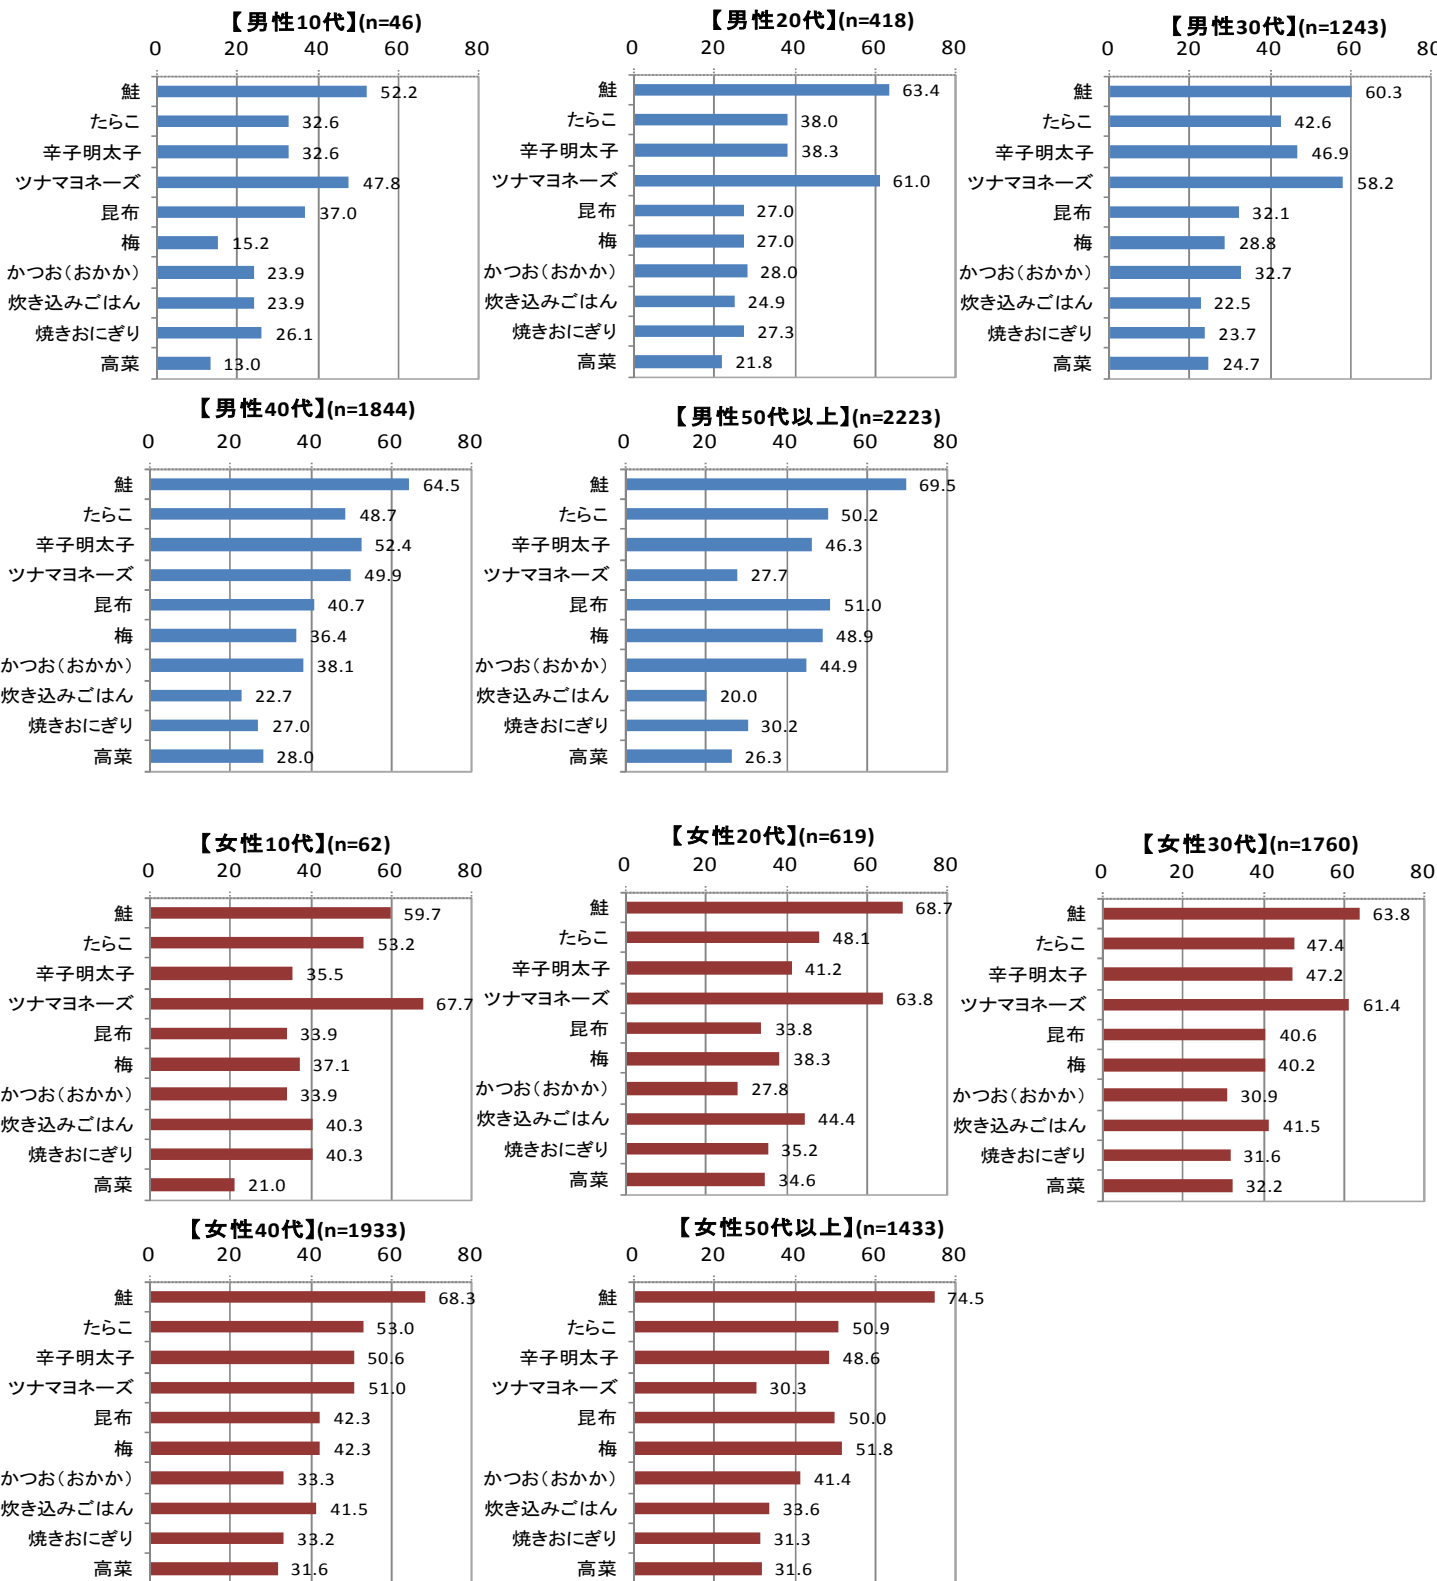 【男性10代】(n=46)
0 20 40 60 80
鮭 52.2
たらこ 32.6
辛子明太子 32.6
ツナマヨネーズ 47.8
昆布 37.0
梅 15.2
かつお(おかか) 23.9
炊き込みごはん 23.9
焼きおにぎり 26.1
高菜 13.0
【男性20代】(n=418)
0 20 40 60 80
鮭 63.4
たらこ 38.0
辛子明太子 38.3
ツナマヨネーズ 61.0
昆布 27.0
梅 27.0
かつお(おかか) 28.0
炊き込みごはん 24.9
焼きおにぎり 27.3
高菜 21.8
【男性30代】(n=1243)
0 20 40 60 80
鮭 60.3
たらこ 42.6
辛子明太子 46.9
ツナマヨネーズ 58.2
昆布 32.1
梅 28.8
かつお(おかか) 32.7
炊き込みごはん 22.5
焼きおにぎり 23.7
高菜 24.7
【男性40代】(n=1844)
0 20 40 60 80
鮭 64.5
たらこ 48.7
辛子明太子 52.4
ツナマヨネーズ 49.9
昆布 40.7
梅 36.4
かつお(おかか) 38.1
炊き込みごはん 22.7
焼きおにぎり 27.0
高菜 28.0
【男性50代以上】(n=2223)
0 20 40 60 80
鮭 69.5
たらこ 50.2
辛子明太子 46.3
ツナマヨネーズ 27.7
昆布 51.0
梅 48.9
かつお(おかか) 44.9
炊き込みごはん 20.0
焼きおにぎり 30.2
高菜 26.3
【女性10代】(n=62)
0 20 40 60 80
鮭 59.7
たらこ 53.2
辛子明太子 35.5
ツナマヨネーズ 67.7
昆布 33.9
梅 37.1
かつお(おかか) 33.9
炊き込みごはん 40.3
焼きおにぎり 40.3
高菜 21.0
【女性20代】(n=619)
0 20 40 60 80
鮭 68.7
たらこ 48.1
辛子明太子 41.2
ツナマヨネーズ 63.8
昆布 33.8
梅 38.3
かつお(おかか) 27.8
炊き込みごはん 44.4
焼きおにぎり 35.2
高菜 34.6
【女性30代】(n=1760)
0 20 40 60 80
鮭 63.8
たらこ 47.4
辛子明太子 47.2
ツナマヨネーズ 61.4
昆布 40.6
梅 40.2
かつお(おかか) 30.9
炊き込みごはん 41.5
焼きおにぎり 31.6
高菜 32.2
【女性40代】(n=1933)
0 20 40 60 80
鮭 68.3
たらこ 53.0
辛子明太子 50.6
ツナマヨネーズ 51.0
昆布 42.3
梅 42.3
かつお(おかか) 33.3
炊き込みごはん 41.5
焼きおにぎり 33.2
高菜 31.6
【女性50代以上】(n=1433)
0 20 40 60 80
鮭 74.5
たらこ 50.9
辛子明太子 48.6
ツナマヨネーズ 30.3
昆布 50.0
梅 51.8
かつお(おかか) 41.4
炊き込みごはん 33.6
焼きおにぎり 31.3
高菜 31.6